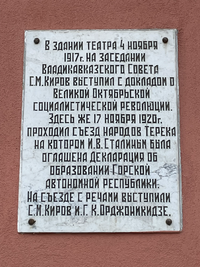 В здании театра 4 ноября
1917г. на заседании
Владикавказского Совета
С.М.Киров выступил с докладом о
Великой Октябрьской
социалистической революции.
Здесь же 17 ноября 1920г.
проходил съезд народов Терека
на котором И.В.Сталиным была
оглашена Декларация об
образовании Горской
автономной республики.
На съезде с речами выступили
С.М.Киров и Г.К.Орджоникидзе.